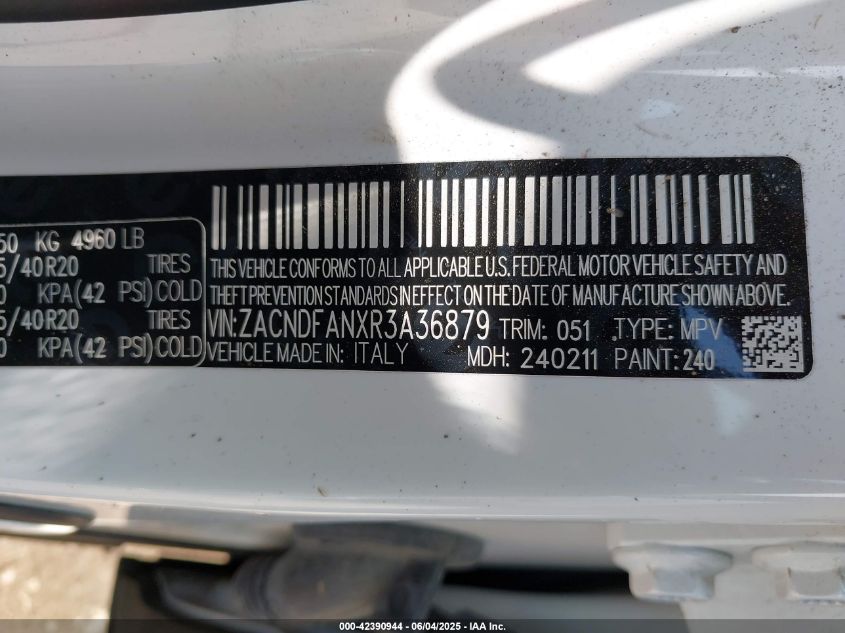 50 KG 4960 LB
5/40R20 TIRES
0 KPA(42 PSI)COLD
5/40R20 TIRES
0 KPA(42 PSI)COLD
THIS VEHICLE CONFORMS TO ALL APPLICABLE U.S. FEDERAL MOTOR VEHICLE SAFETY AND
THEFT PREVENTION STANDARDS IN EFFECT ON THE DATE OF MANUFACTURE SHOWN ABOVE.
VIN:ZACNDFANXR3A36879 TRIM: 051 TYPE: MPV
VEHICLE MADE IN: ITALY MDH: 240211 PAINT:240
000-42390944 - 06/04/2025 - IAA Inc.